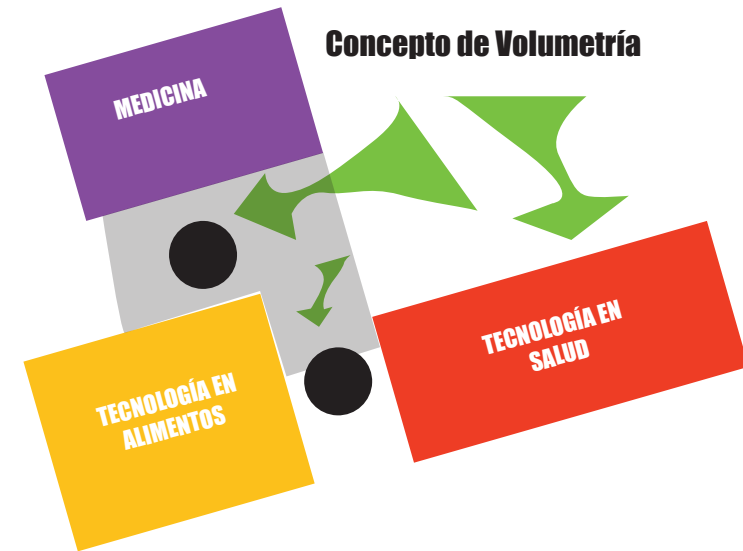 Concepto de Volumetría
MEDICINA
TECNOLOGÍA EN
SALUD
TECNOLOGÍA EN
ALIMENTOS